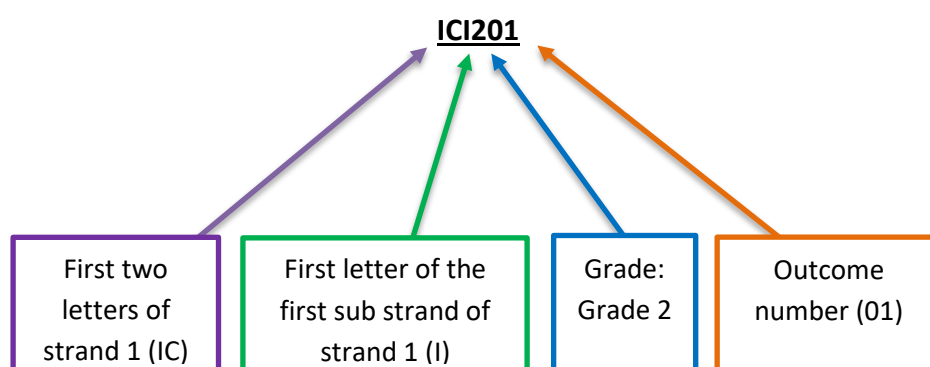 ICI201
First two
letters of
strand 1 (IC)
First letter of the
first sub strand of
strand 1 (I)
Grade:
Grade 2
Outcome
number (01)